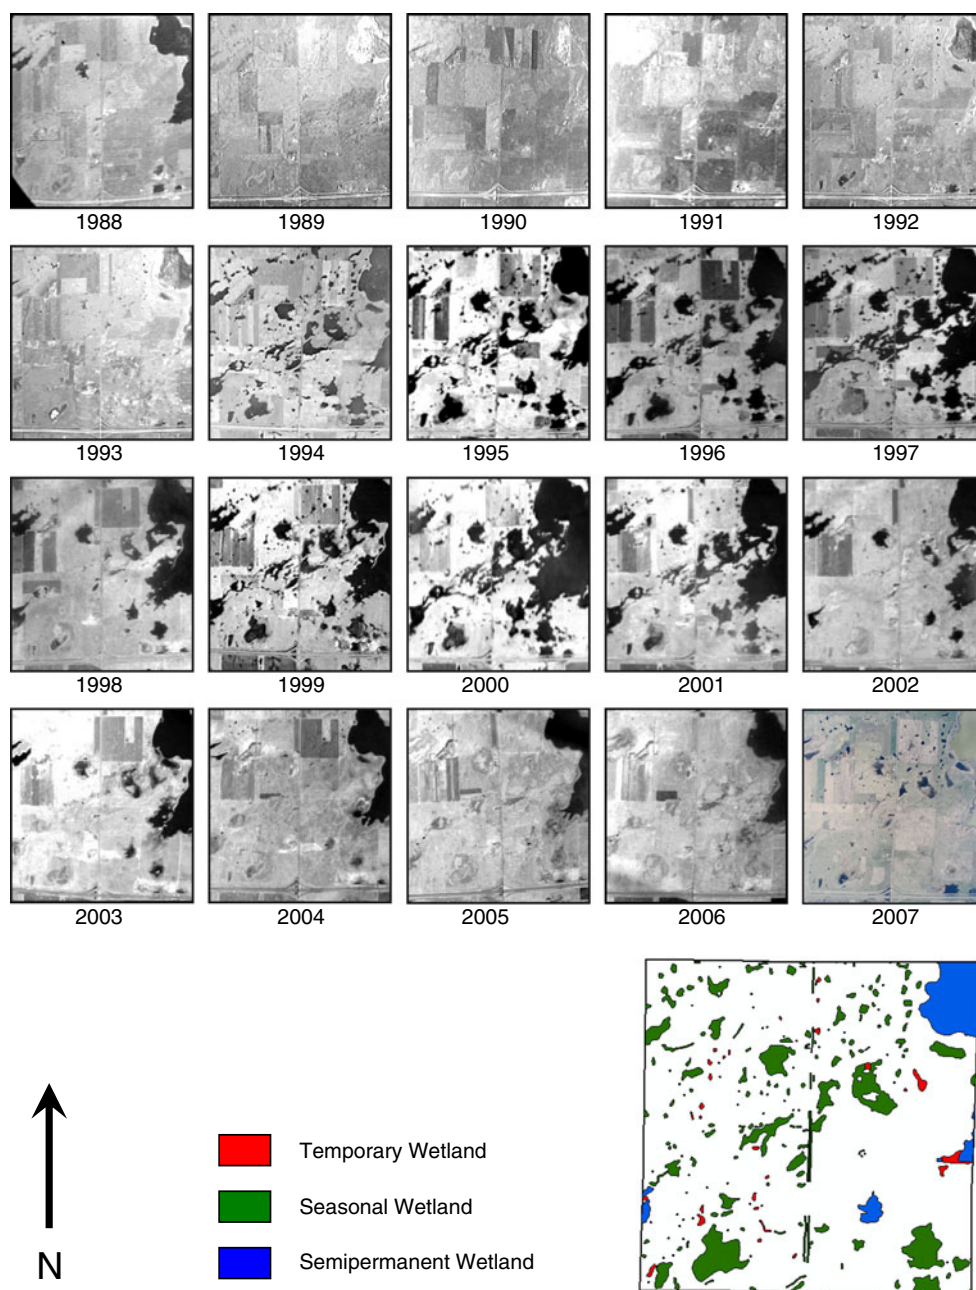 1988 1989 1990 1991 1992
1993 1994 1995 1996 1997
1998 1999 2000 2001 2002
2003 2004 2005 2006 2007
Temporary Wetland
Seasonal Wetland
Semipermanent Wetland
N